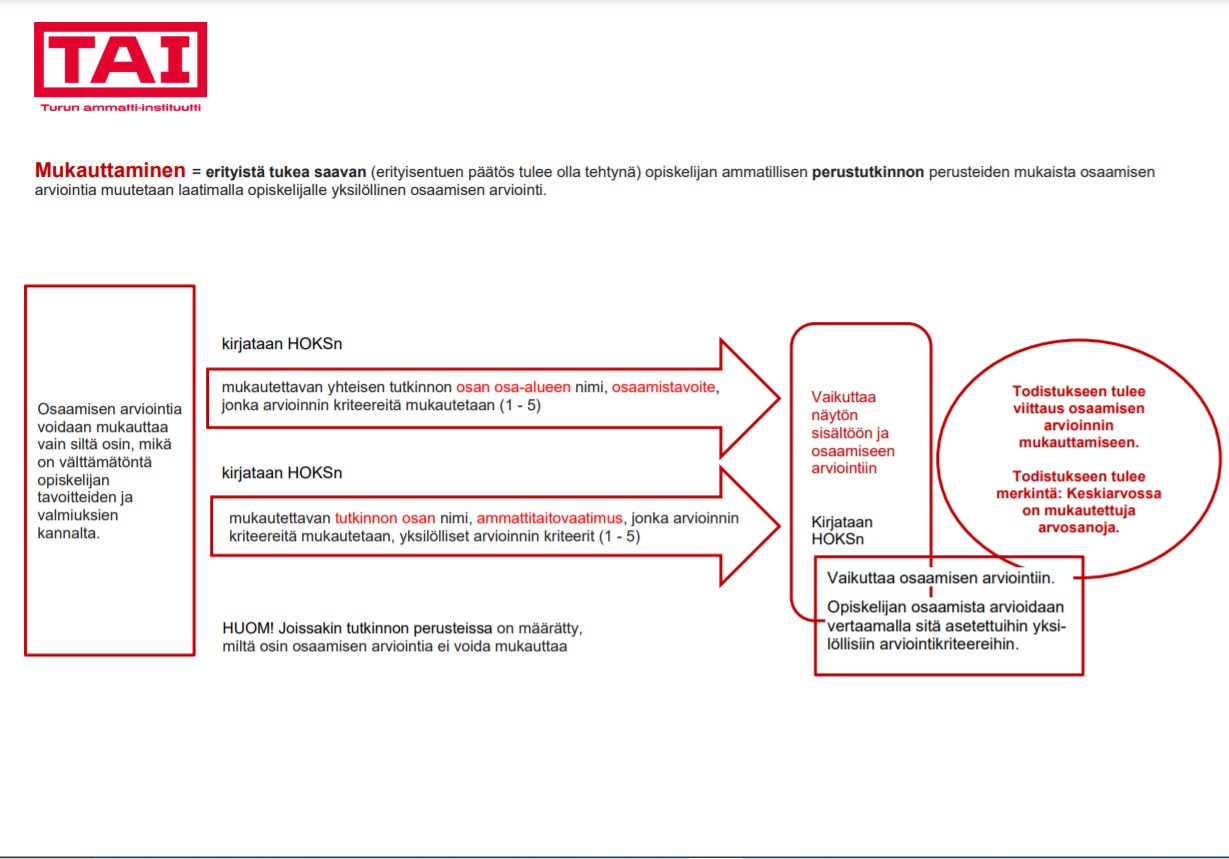 TAI
Turun ammatti-instituutti
Mukauttaminen = erityistä tukea saavan (erityisentuen päätös tulee olla tehtynä) opiskelijan ammatillisen perustutkinnon perusteiden mukaista osaamisen
arviointia muutetaan laatimalla opiskelijalle yksilöllinen osaamisen arviointi.
Osaamisen arviointia
voidaan mukauttaa
vain siltä osin, mikä
on välttämätöntä
opiskelijan
tavoitteiden ja
valmiuksien
kannalta.
kirjataan HOKSn
mukautettavan yhteisen tutkinnon osan osa-alueen nimi, osaamistavoite,
jonka arvioinnin kriteereitä mukautetaan (1 - 5)
kirjataan HOKSn
mukautettavan tutkinnon osan nimi, ammattitaitovaatimus, jonka arvioinnin
kriteereitä mukautetaan, yksilölliset arvioinnin kriteerit (1 - 5)
HUOM! Joissakin tutkinnon perusteissa on määrätty,
miltä osin osaamisen arviointia ei voida mukauttaa
Vaikuttaa
näytön
sisältöön ja
osaamiseen
arviointiin
Kirjataan
HOKSn
Vaikuttaa osaamisen arviointiin.
Opiskelijan osaamista arvioidaan
vertaamalla sitä asetettuihin yksi-
löllisiin arviointikriteereihin.
Todistukseen tulee
viittaus osaamisen
arvioinnin
mukauttamiseen.
Todistukseen tulee
merkintä: Keskiarvossa
on mukautettuja
arvosanoja.